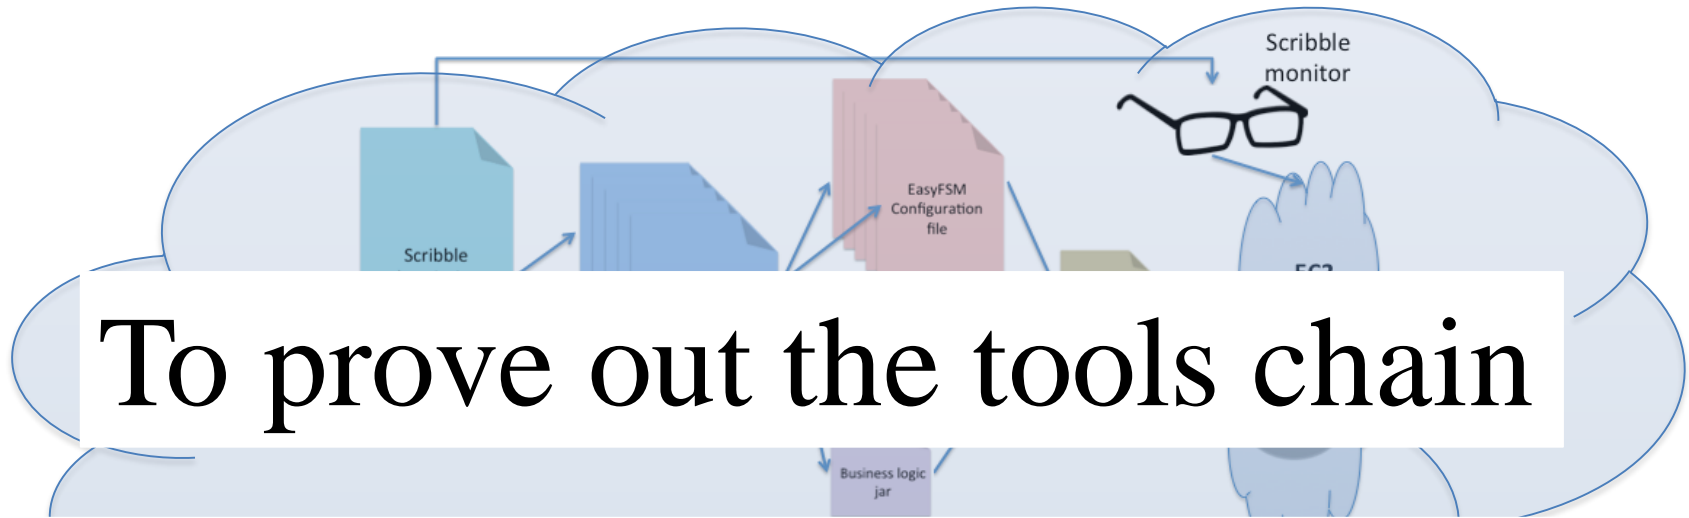 Scribble
monitor
EasyFSM
Configuration
file
Scribble
To prove out the tools chain
Business logic
jar